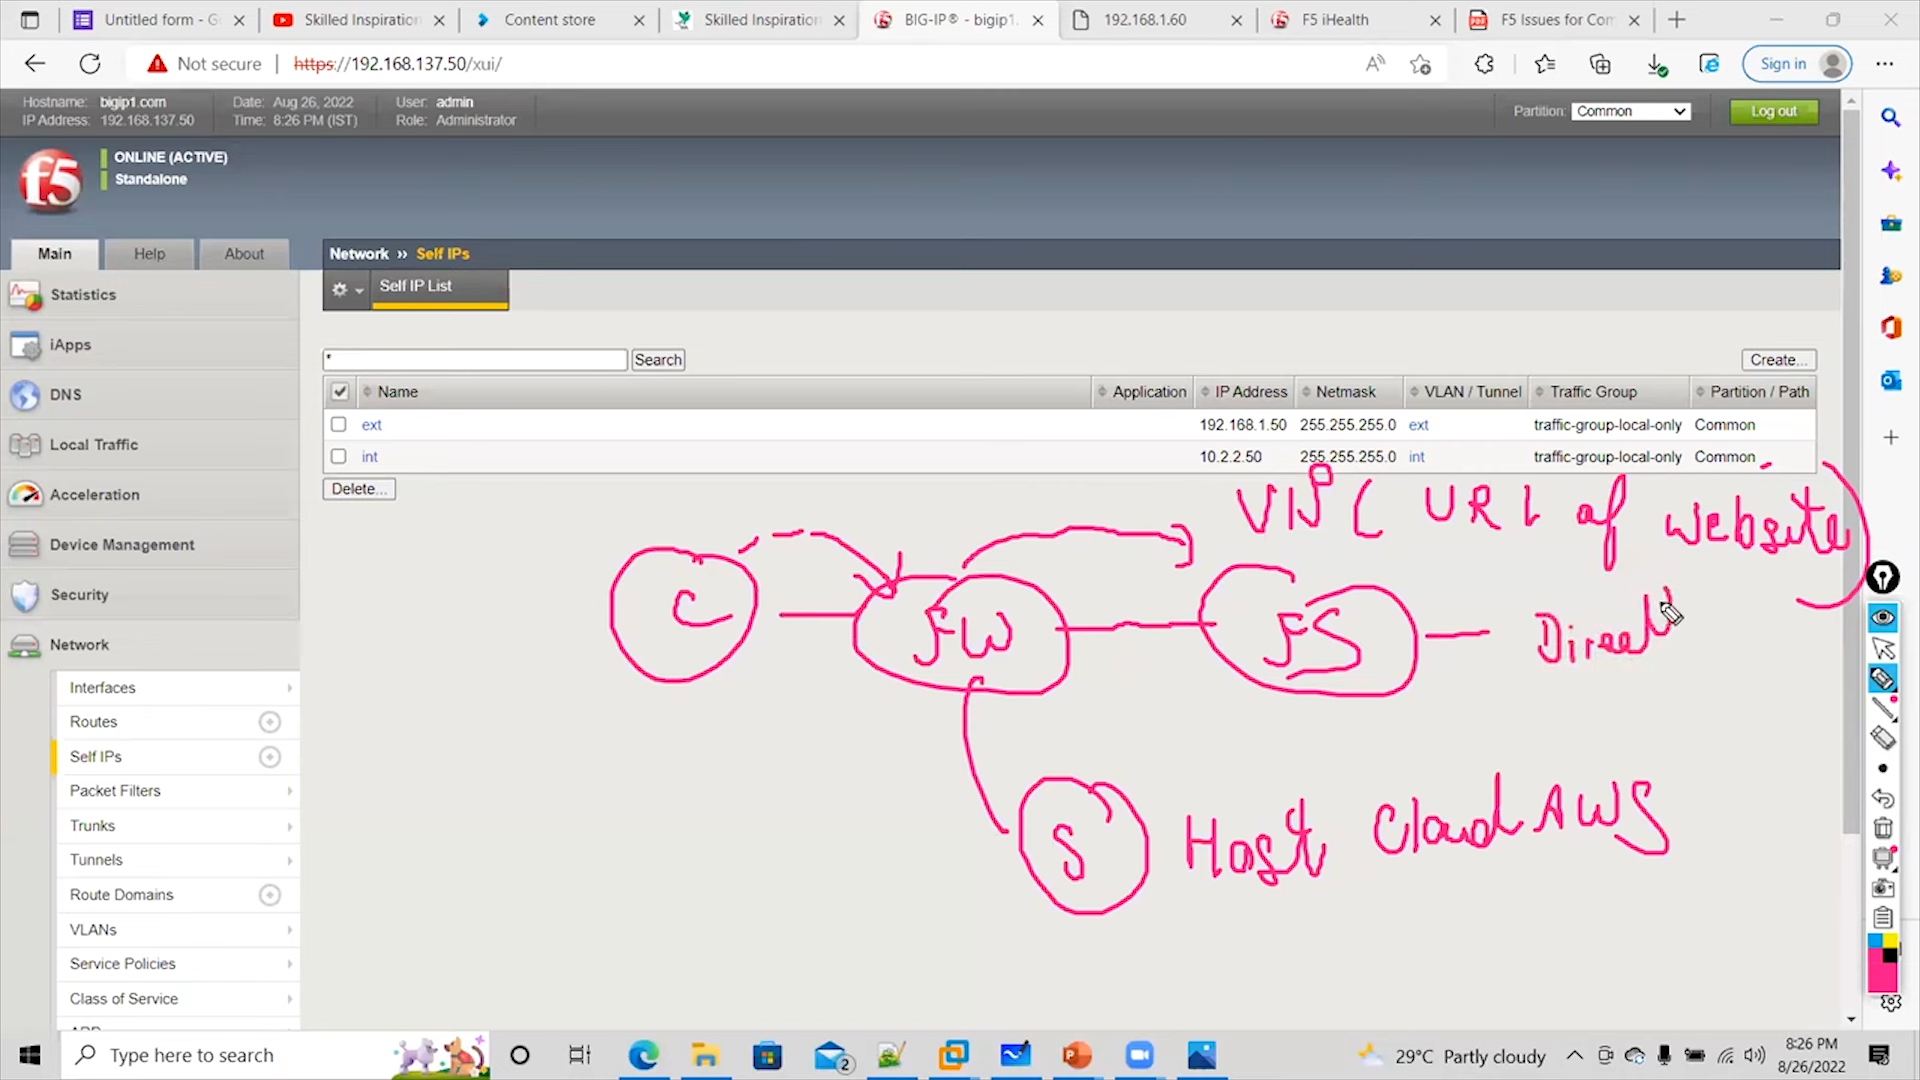 Untitled form - G
Skilled Inspiration
Content store
Skilled Inspiration
BIG-IP® - bigip1.
192.168.1.60
F5 iHealth
F5 Issues for Com
Not secure
https://192.168.137.50/xui/
Sign in
Hostname: bigip1.com
Date: Aug 26, 2022
User: admin
IP Address: 192.168.137.50
Time: 8:26 PM (IST)
Role: Administrator
Partition: Common
Log out
f5
ONLINE (ACTIVE)
Standalone
Main
Help
About
Network ›› Self IPs
Self IP List
Statistics
iApps
DNS
Local Traffic
Acceleration
Device Management
Security
Network
Interfaces
Routes
Self IPs
Packet Filters
Trunks
Tunnels
Route Domains
VLANs
Service Policies
Class of Service
ARP
*
Search
Create...
Name Application IP Address Netmask VLAN / Tunnel Traffic Group Partition / Path
ext 192.168.1.50 255.255.255.0 ext traffic-group-local-only Common
int 10.2.2.50 255.255.255.0 int traffic-group-local-only Common
Delete...
VIP ( URL of website )
C
FW
F5
Direct
S
Host Cloud AWS
Type here to search
2
29°C Partly cloudy
8:26 PM
8/26/2022